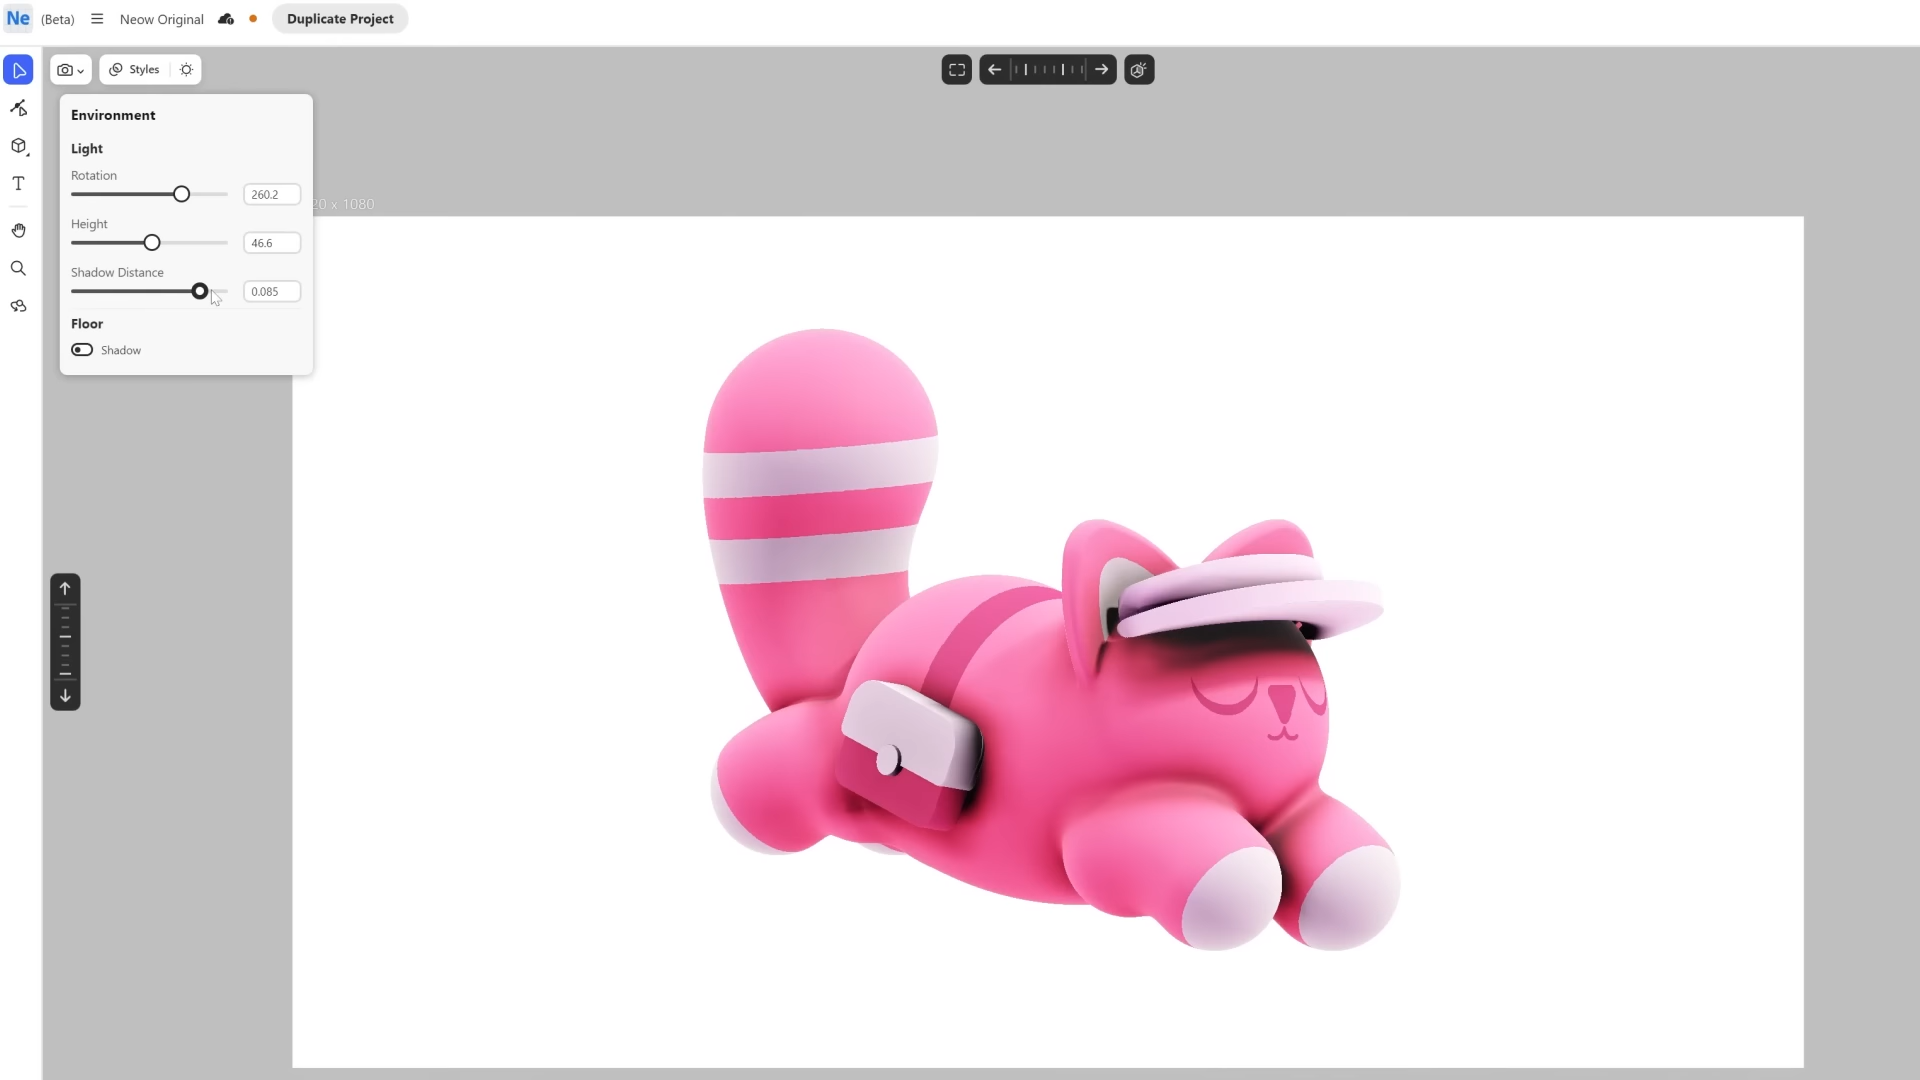 Ne (Beta) Neow Original Duplicate Project
Styles
Environment
Light
Rotation
260.2
Height
46.6
Shadow Distance
0.085
Floor
Shadow
20 x 1080